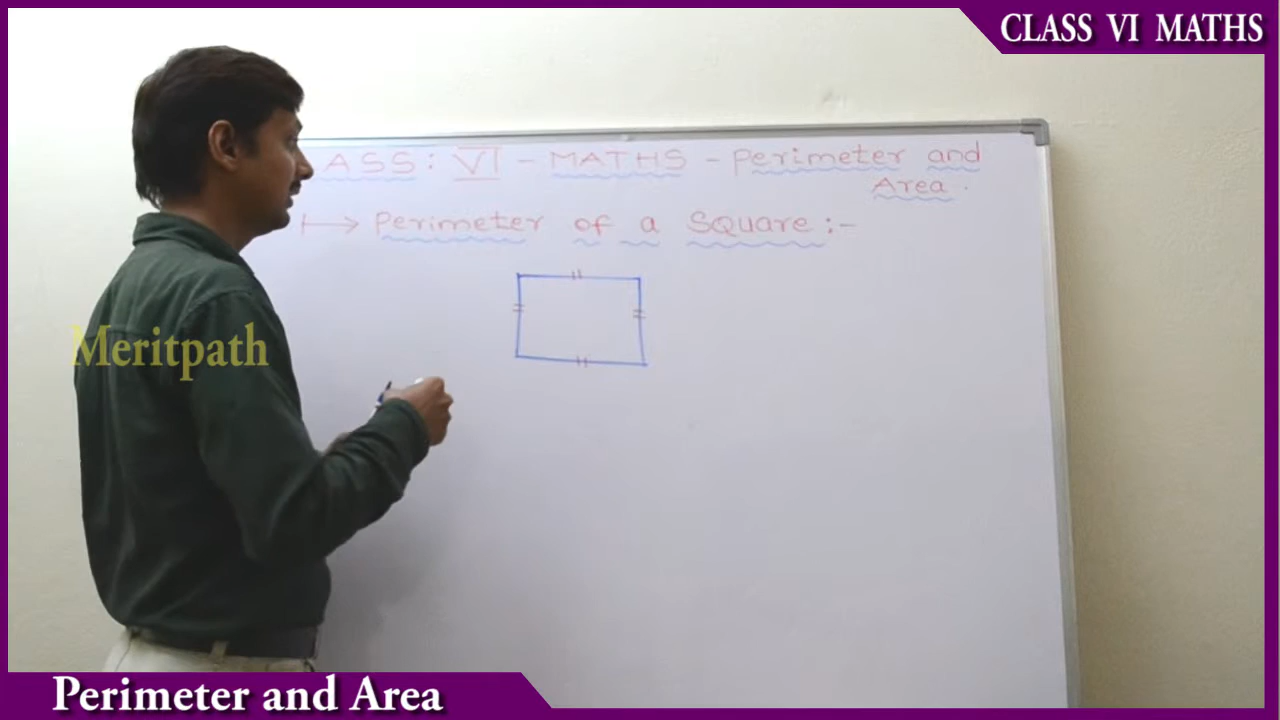 CLASS VI MATHS
ASS: VI - MATHS - Perimeter and
Area.
↦ Perimeter of a Square:-
Meritpath
Perimeter and Area